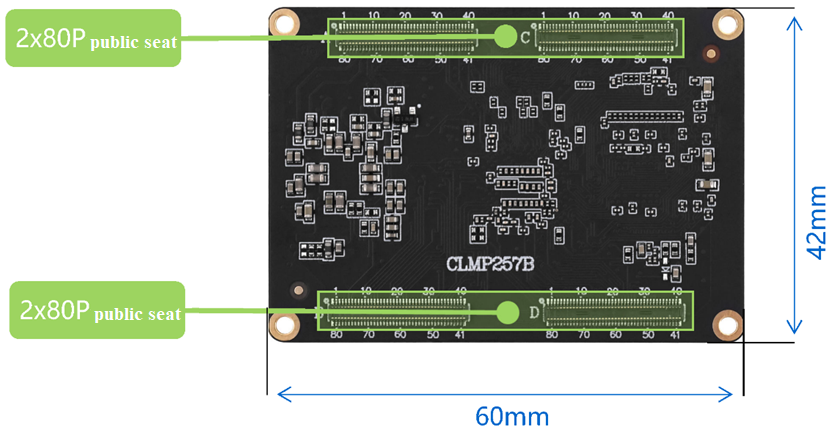 1 10 20 30 40 1 10 20 30 40
2x80P public seat
A C
80 70 60 50 41 80 70 60 50 41
42mm
CLMP257B
1 10 20 30 40 1 10 20 30 40
2x80P public seat
D
80 70 60 50 41 80 70 60 50 41
60mm